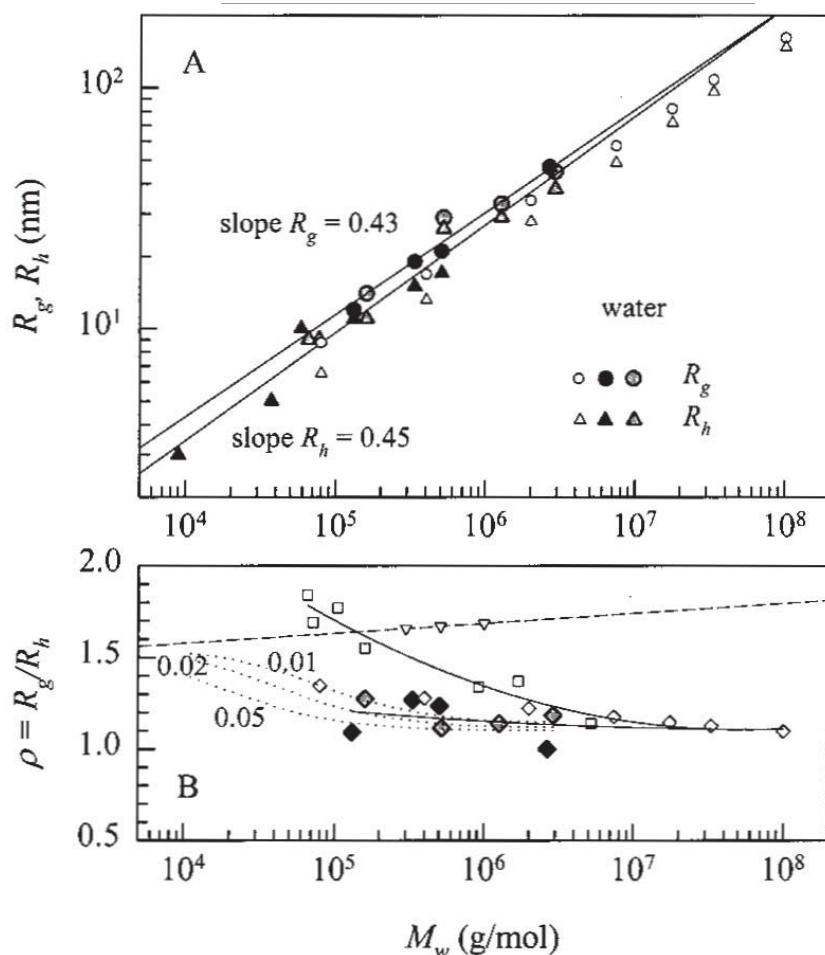 A
10²
slope R_g = 0.43
R_g, R_h (nm)
10¹
water
R_g
R_h
slope R_h = 0.45
10⁴ 10⁵ 10⁶ 10⁷ 10⁸
2.0
1.5
0.02
0,01
0.05
1.0
ρ = R_g/R_h
B
0.5
10⁴ 10⁵ 10⁶ 10⁷ 10⁸
M_w (g/mol)